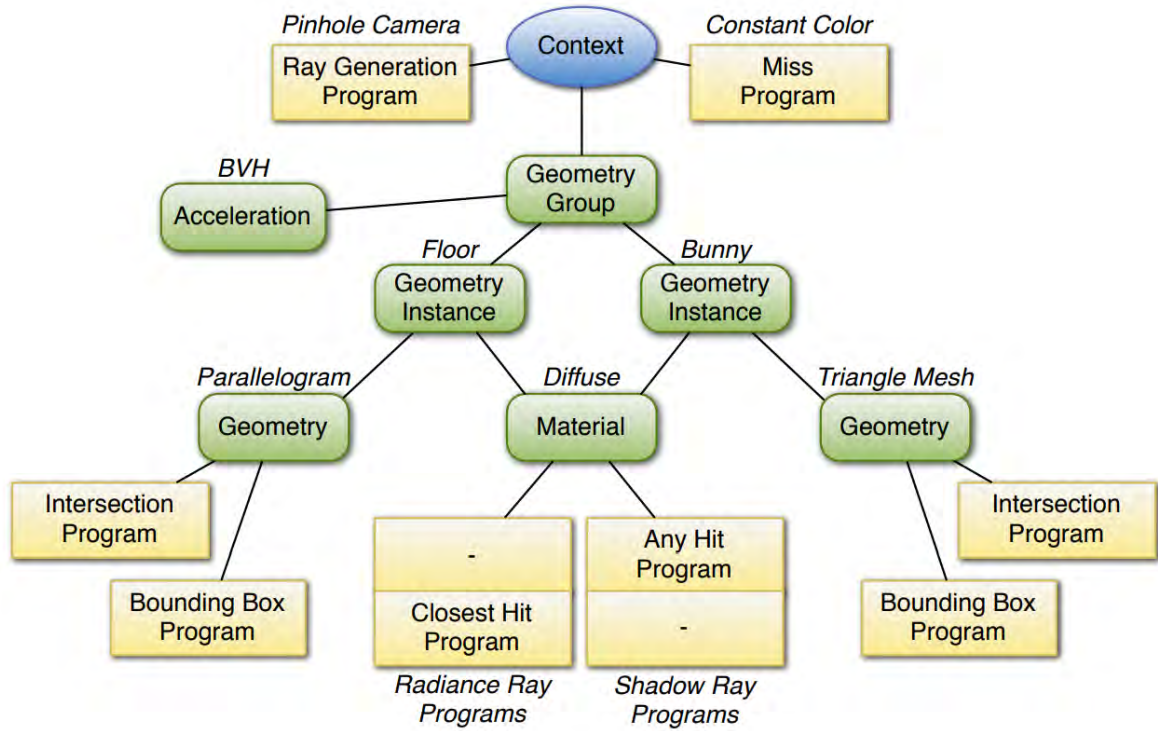 Pinhole Camera
Ray Generation
Program
Context
Constant Color
Miss
Program
BVH
Acceleration
Geometry
Group
Floor
Geometry
Instance
Bunny
Geometry
Instance
Parallelogram
Geometry
Diffuse
Material
Triangle Mesh
Geometry
Intersection
Program
Bounding Box
Program
-
Closest Hit
Program
Radiance Ray
Programs
Any Hit
Program
-
Shadow Ray
Programs
Intersection
Program
Bounding Box
Program